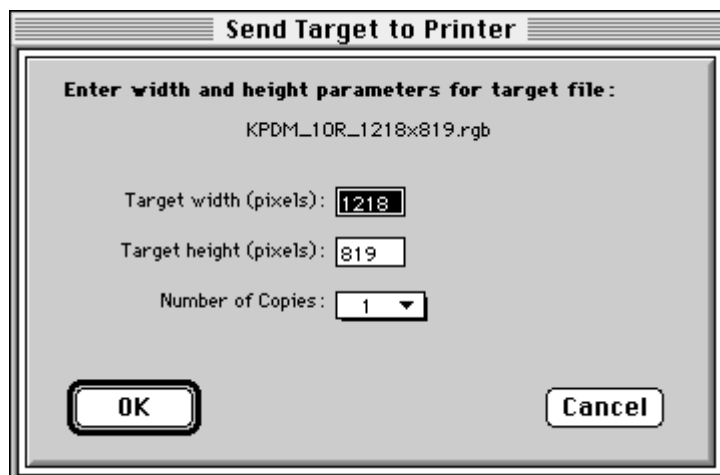 Send Target to Printer
Enter width and height parameters for target file:
KPDM_10R_1218x819.rgb
Target width (pixels): 1218
Target height (pixels): 819
Number of Copies: 1
OK Cancel